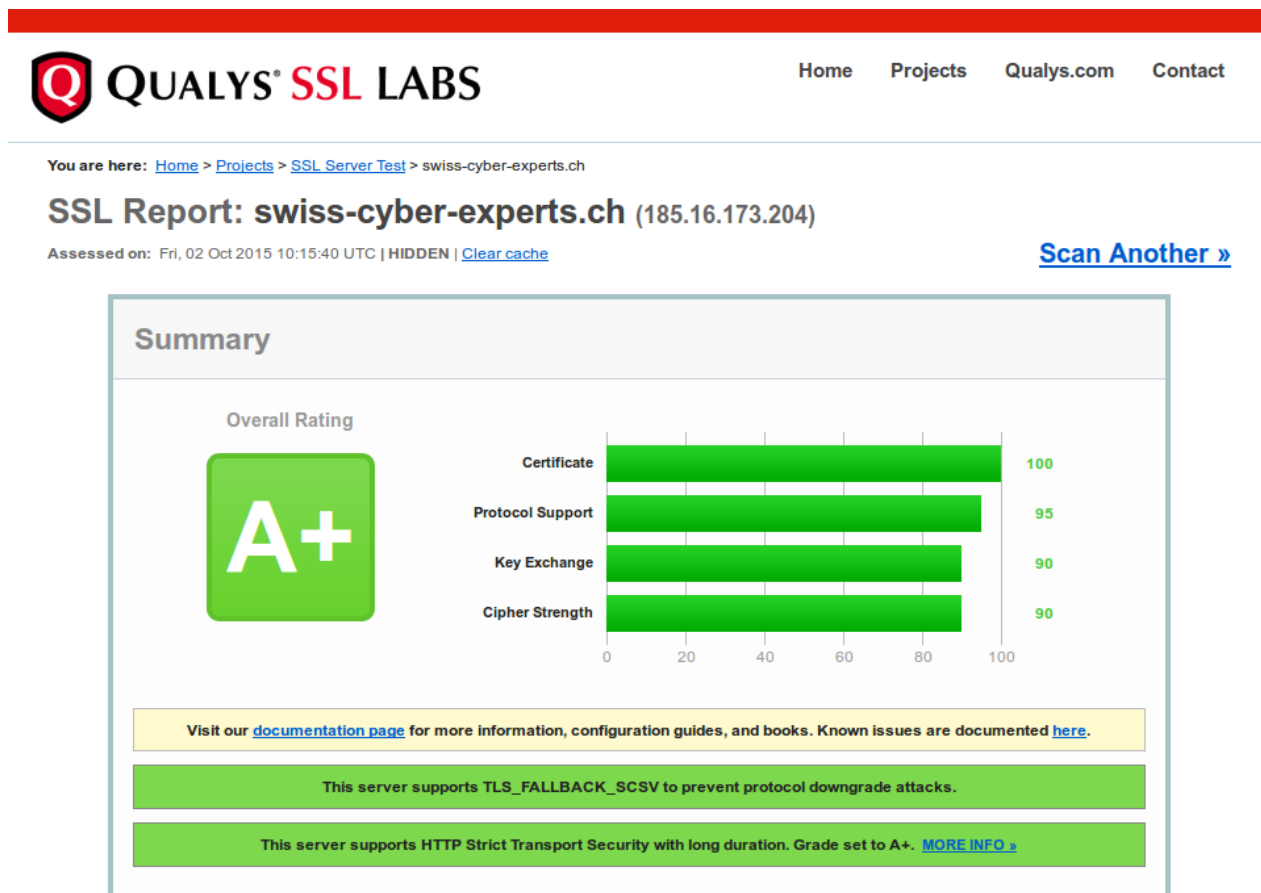 QUALYS® SSL LABS
Home Projects Qualys.com Contact
You are here: Home > Projects > SSL Server Test > swiss-cyber-experts.ch
SSL Report: swiss-cyber-experts.ch (185.16.173.204)
Assessed on: Fri, 02 Oct 2015 10:15:40 UTC | HIDDEN | Clear cache
Scan Another »
Summary
Overall Rating
A+
Certificate 100
Protocol Support 95
Key Exchange 90
Cipher Strength 90
0 20 40 60 80 100
Visit our documentation page for more information, configuration guides, and books. Known issues are documented here.
This server supports TLS_FALLBACK_SCSV to prevent protocol downgrade attacks.
This server supports HTTP Strict Transport Security with long duration. Grade set to A+. MORE INFO »